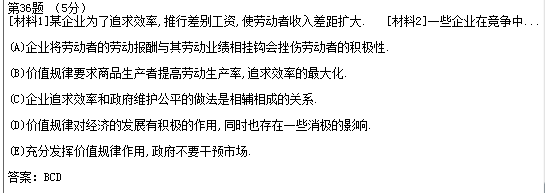 第36题 （5分）
[材料1]某企业为了追求效率,推行差别工资,使劳动者收入差距扩大. [材料2]一些企业在竞争中...
(A)企业将劳动者的劳动报酬与其劳动业绩相挂钩会挫伤劳动者的积极性.
(B)价值规律要求商品生产者提高劳动生产率,追求效率的最大化.
(C)企业追求效率和政府维护公平的做法是相辅相成的关系.
(D)价值规律对经济的发展有积极的作用,同时也存在一些消极的影响.
(E)充分发挥价值规律作用,政府不要干预市场.
答案: BCD